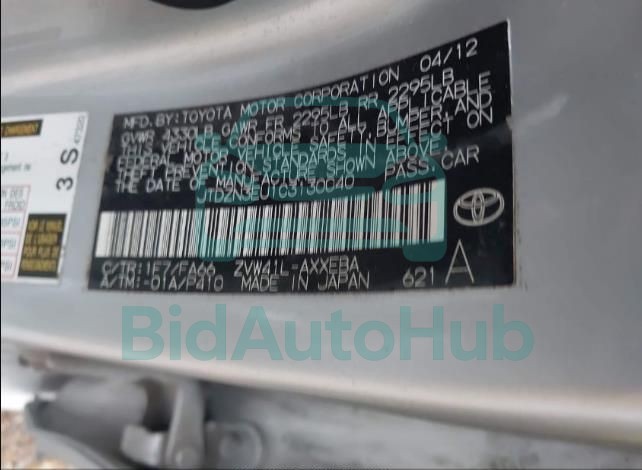 MFD. BY: TOYOTA MOTOR CORPORATION 04/12
GVWR 4330LB GAWR FR 2295LB RR 2295LB
THIS VEHICLE CONFORMS TO ALL APPLICABLE
FEDERAL MOTOR VEHICLE SAFETY, BUMPER, AND
THEFT PREVENTION STANDARDS IN EFFECT ON
THE DATE OF MANUFACTURE SHOWN ABOVE.
PASS. CAR
C/TR: 1F7/FA66 ZVW41L-AXXEBA
A/TM: -01A/P410 MADE IN JAPAN 621 A
3 S
BidAutoHub